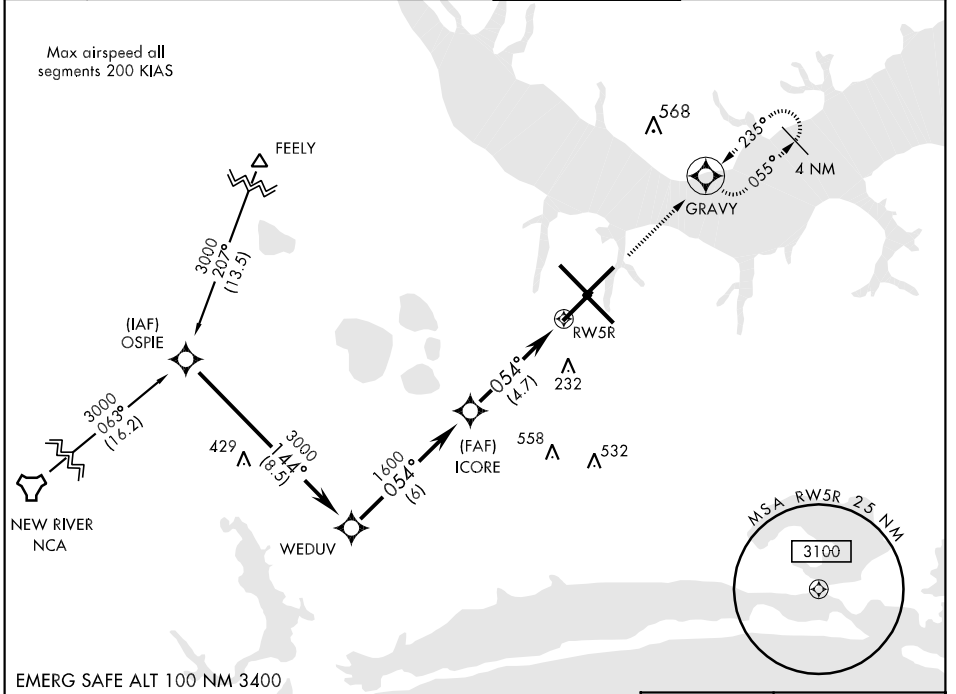 Max airspeed all
segments 200 KIAS
568
235°
055°
4 NM
GRAVY
FEELY
3000
207°
(13.5)
(IAF)
OSPIE
RW5R
232
3000
063°
(16.2)
054°
(4.7)
429
3000
144°
(8.5)
(FAF)
ICORE
558
532
1600
054°
(6)
NEW RIVER
NCA
WEDUV
MSA RW5R 25 NM
3100
EMERG SAFE ALT 100 NM 3400